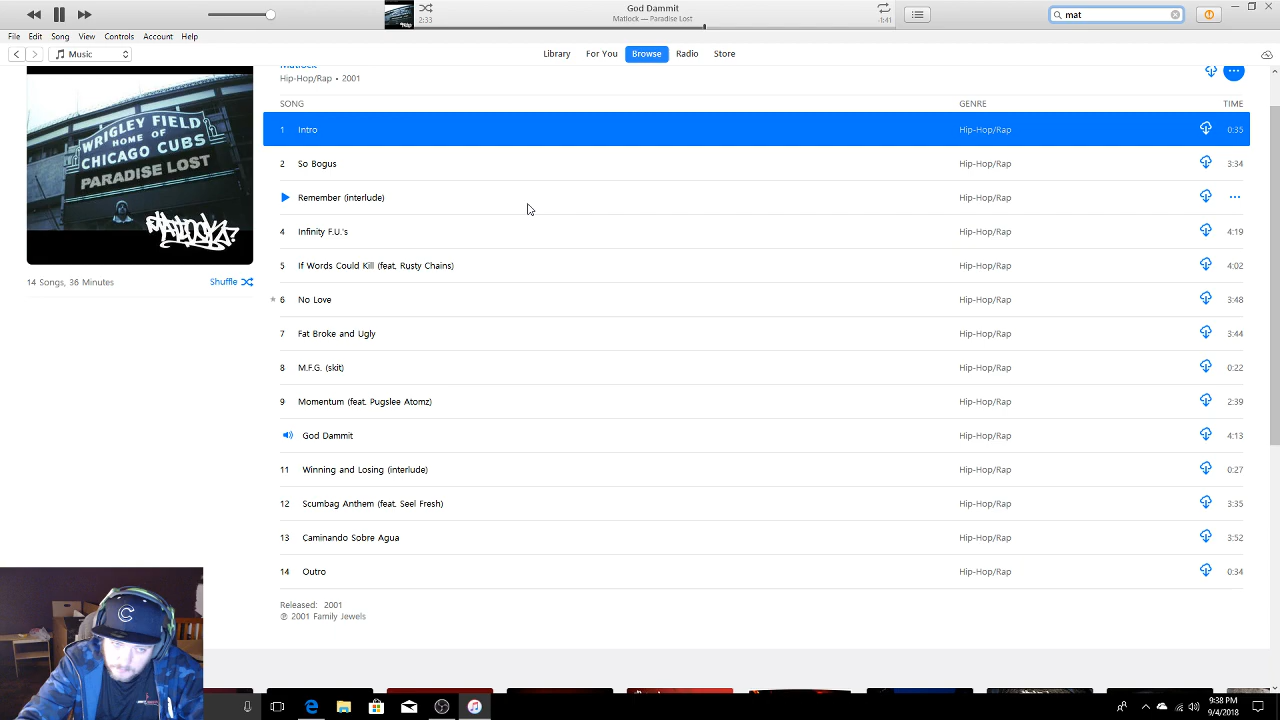 God Dammit
2:33 Matlock — Paradise Lost -1:41
mat
File Edit Song View Controls Account Help
Music Library For You Browse Radio Store
Matlock
Hip-Hop/Rap • 2001
SONG GENRE TIME
1 Intro Hip-Hop/Rap 0:35
2 So Bogus Hip-Hop/Rap 3:34
Remember (interlude) Hip-Hop/Rap
4 Infinity F.U.'s Hip-Hop/Rap 4:19
5 If Words Could Kill (feat. Rusty Chains) Hip-Hop/Rap 4:02
6 No Love Hip-Hop/Rap 3:48
7 Fat Broke and Ugly Hip-Hop/Rap 3:44
8 M.F.G. (skit) Hip-Hop/Rap 0:22
9 Momentum (feat. Pugslee Atomz) Hip-Hop/Rap 2:39
God Dammit Hip-Hop/Rap 4:13
11 Winning and Losing (interlude) Hip-Hop/Rap 0:27
12 Scumbag Anthem (feat. Seel Fresh) Hip-Hop/Rap 3:35
13 Caminando Sobre Agua Hip-Hop/Rap 3:52
14 Outro Hip-Hop/Rap 0:34
Released: 2001
℗ 2001 Family Jewels
WRIGLEY FIELD
HOME OF
CHICAGO CUBS
PARADISE LOST
MATLOCK?
14 Songs, 36 Minutes Shuffle
C
9:38 PM
9/4/2018